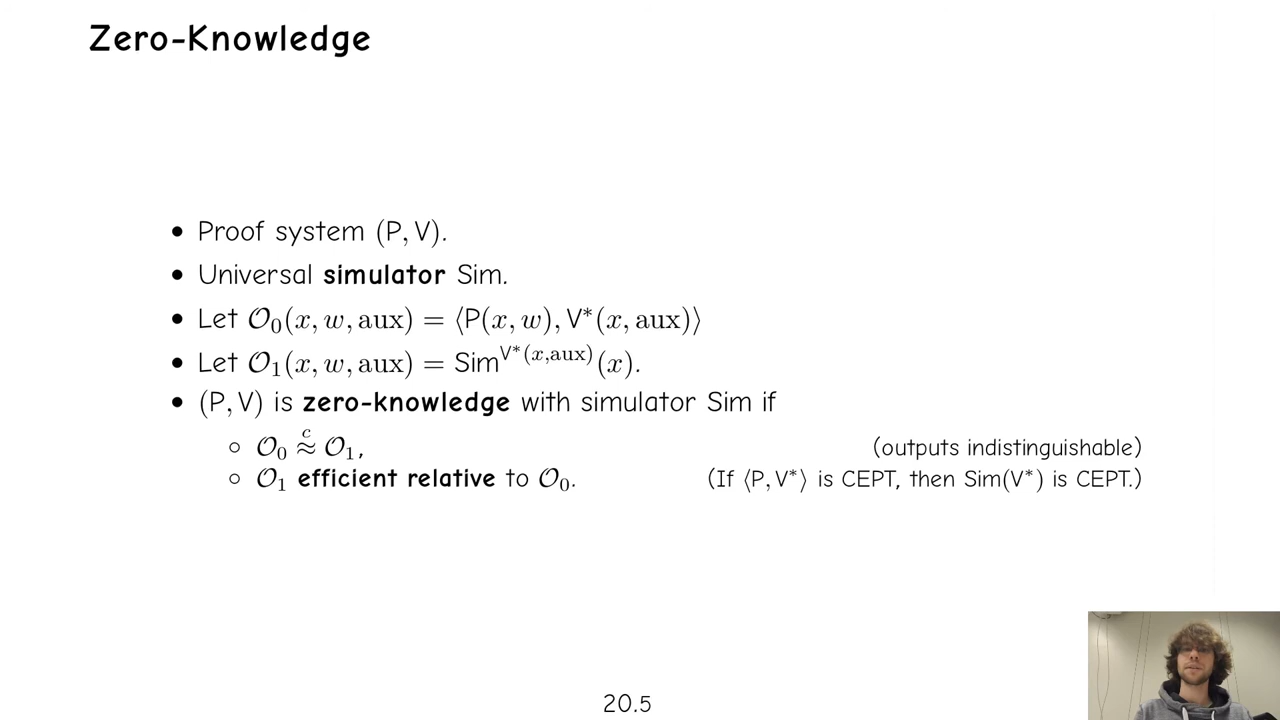 Zero-Knowledge
• Proof system (P, V).
• Universal simulator Sim.
• Let 𝒪₀(x, w, aux) = ⟨P(x, w), V*(x, aux)⟩
• Let 𝒪₁(x, w, aux) = Sim^{V*(x,aux)}(x).
• (P, V) is zero-knowledge with simulator Sim if
○ 𝒪₀ ≈^c 𝒪₁, (outputs indistinguishable)
○ 𝒪₁ efficient relative to 𝒪₀. (If ⟨P, V*⟩ is CEPT, then Sim(V*) is CEPT.)
20.5